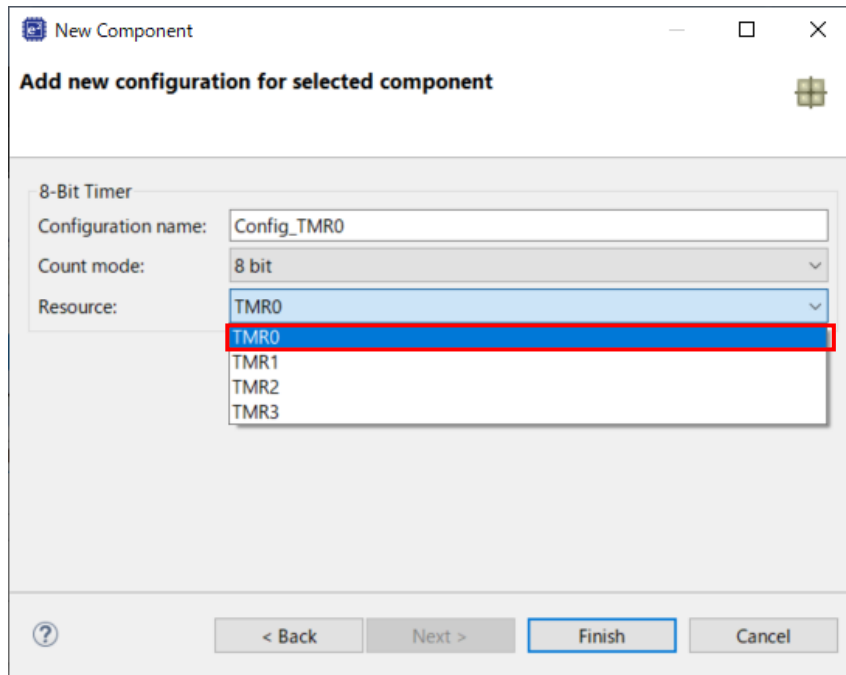 New Component
Add new configuration for selected component
8-Bit Timer
Configuration name: Config_TMR0
Count mode: 8 bit
Resource: TMR0
TMR0
TMR1
TMR2
TMR3
< Back Next > Finish Cancel